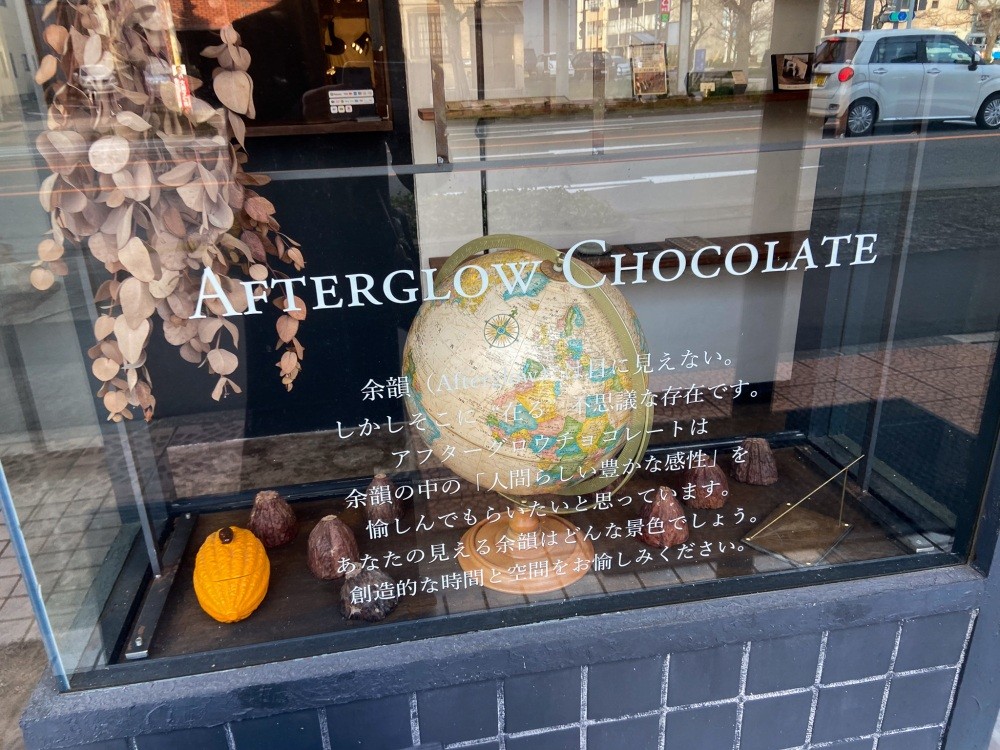 AFTERGLOW CHOCOLATE
余韻(Afterglow)は目に見えない。
しかしそこに“在る”不思議な存在です。
アフターグロウチョコレートは
余韻の中の「人間らしい豊かな感性」を
愉しんでもらいたいと思っています。
あなたの見える余韻はどんな景色でしょう。
創造的な時間と空間をお愉しみください。